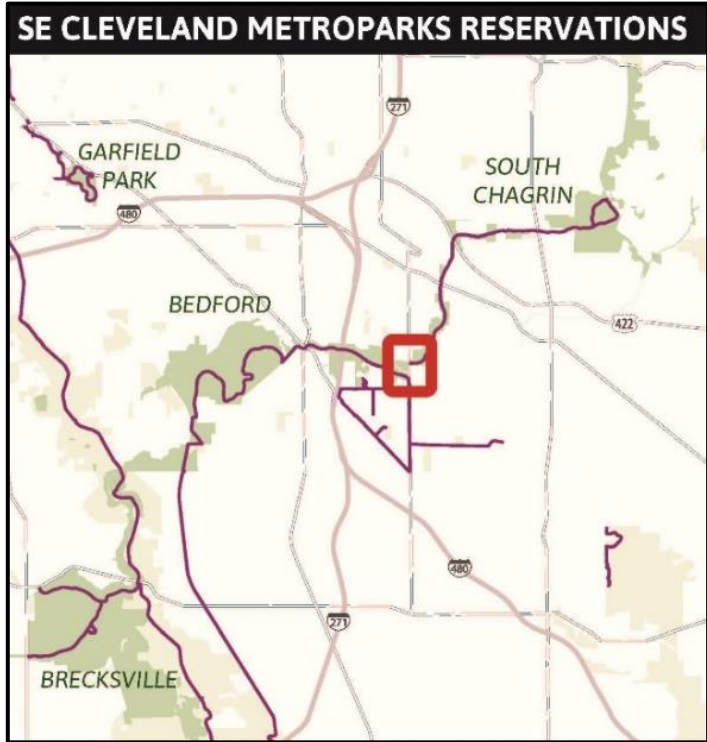 SE CLEVELAND METROPARKS RESERVATIONS
271
GARFIELD
PARK
SOUTH
CHAGRIN
480
BEDFORD
422
480
271
BRECKSVILLE